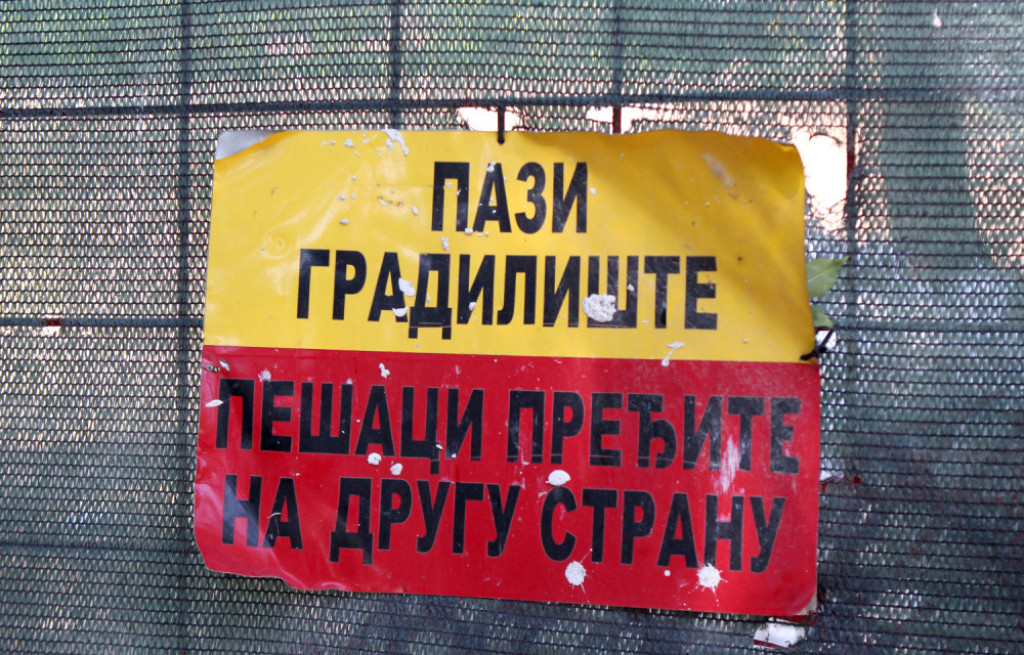 ПАЗИ
ГРАДИЛИШТЕ
ПЕШАЦИ ПРЕЂИТЕ
НА ДРУГУ СТРАНУ